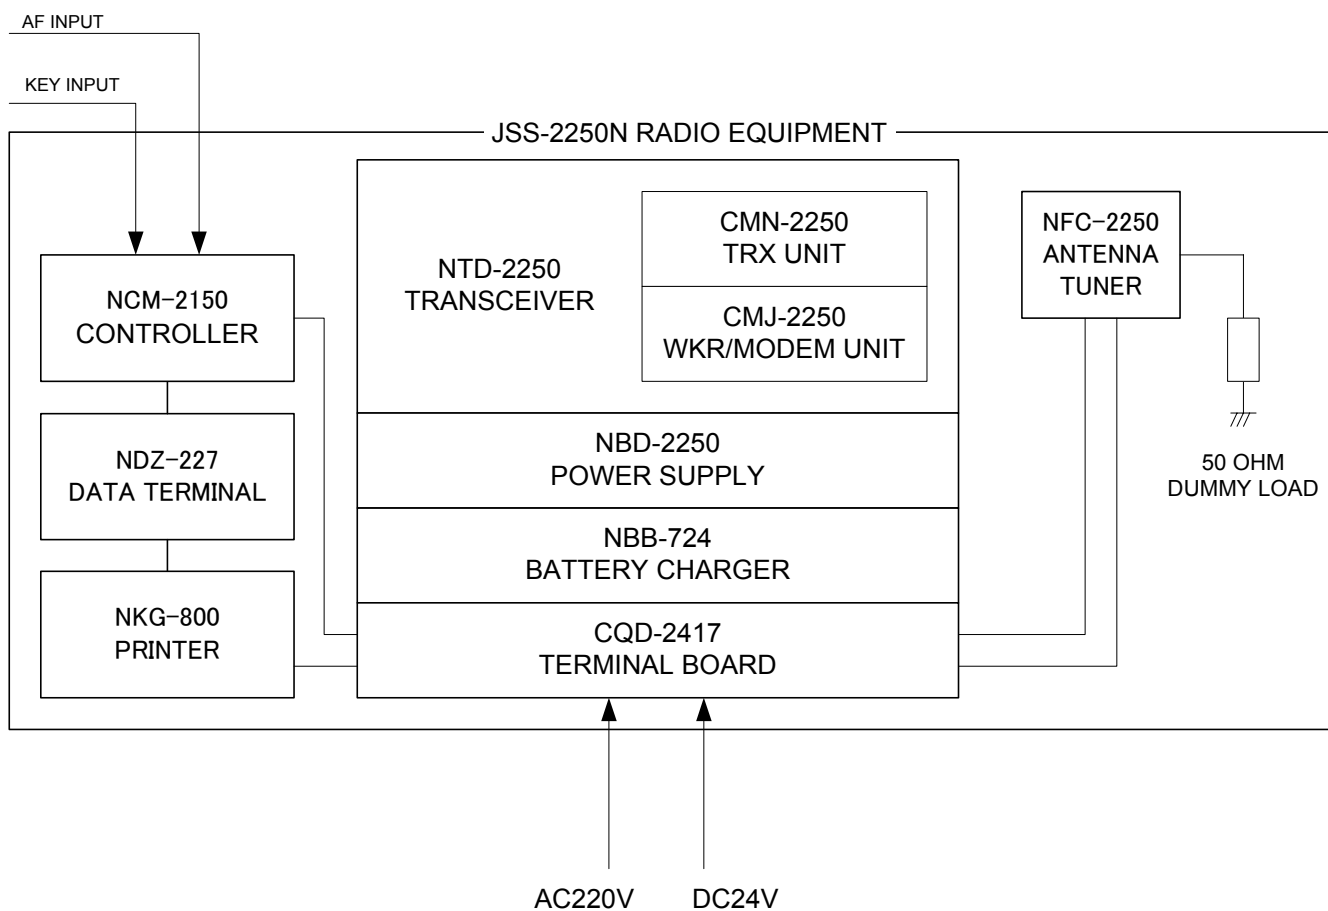 AF INPUT
KEY INPUT
JSS-2250N RADIO EQUIPMENT
NCM-2150
CONTROLLER
NDZ-227
DATA TERMINAL
NKG-800
PRINTER
NTD-2250
TRANSCEIVER
CMN-2250
TRX UNIT
CMJ-2250
WKR/MODEM UNIT
NBD-2250
POWER SUPPLY
NBB-724
BATTERY CHARGER
CQD-2417
TERMINAL BOARD
NFC-2250
ANTENNA
TUNER
50 OHM
DUMMY LOAD
AC220V
DC24V